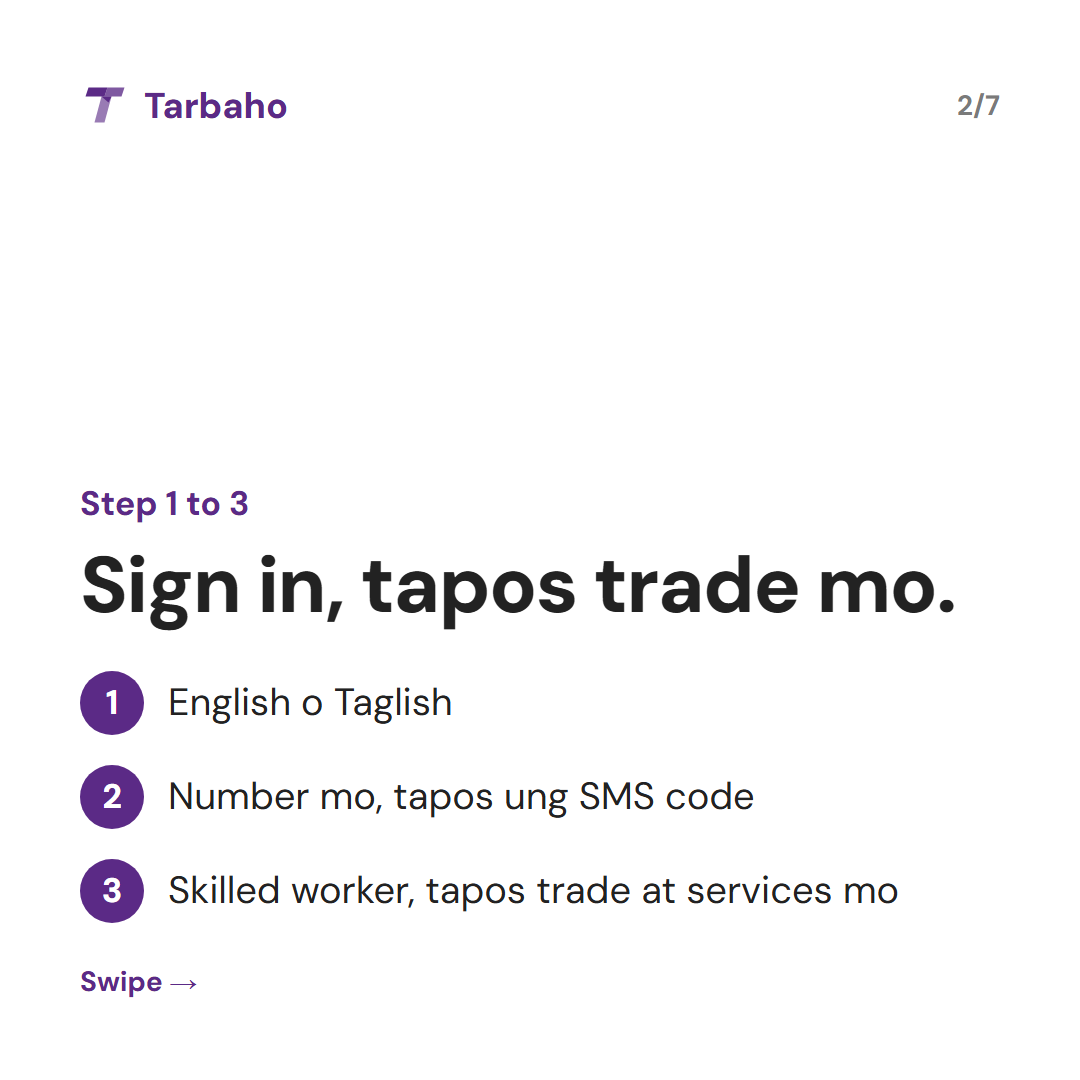 Tarbaho
2/7
Step 1 to 3
Sign in, tapos trade mo.
1 English o Taglish
2 Number mo, tapos ung SMS code
3 Skilled worker, tapos trade at services mo
Swipe →